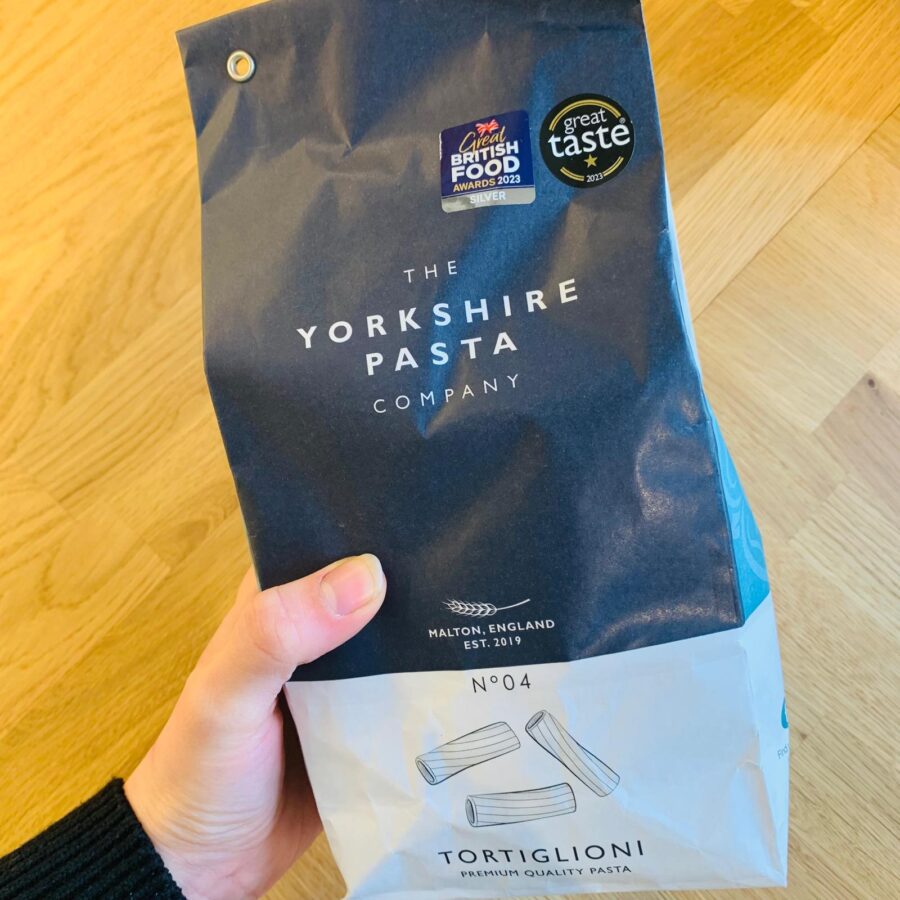 Great
BRITISH
FOOD
AWARDS 2023
SILVER
great
taste®
2023
THE
YORKSHIRE
PASTA
COMPANY
MALTON, ENGLAND
EST. 2019
Nº04
TORTIGLIONI
PREMIUM QUALITY PASTA